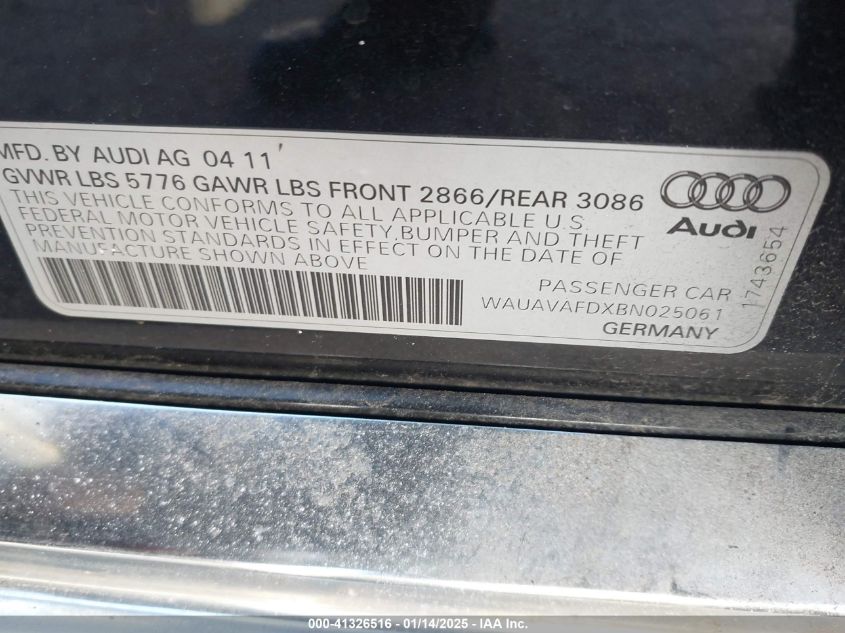 MFD. BY AUDI AG 04 11
GVWR LBS 5776 GAWR LBS FRONT 2866/REAR 3086
THIS VEHICLE CONFORMS TO ALL APPLICABLE U.S.
FEDERAL MOTOR VEHICLE SAFETY,BUMPER AND THEFT
PREVENTION STANDARDS IN EFFECT ON THE DATE OF
MANUFACTURE SHOWN ABOVE
Audi
1743654
PASSENGER CAR
WAUAVAFDXBN025061
GERMANY
000-41326516 - 01/14/2025 - IAA Inc.